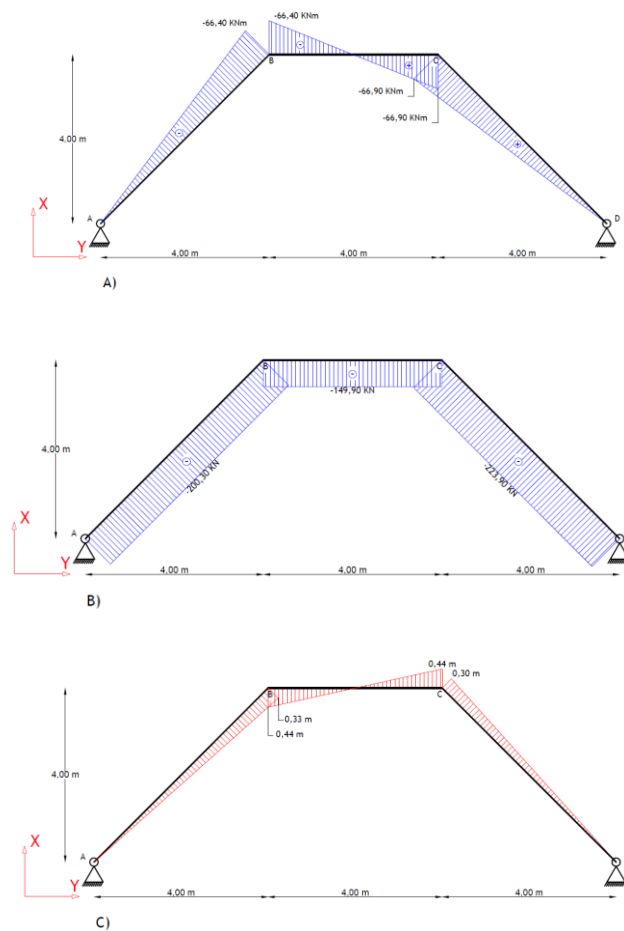 -66,40 KNm
-66,40 KNm
-
B
+
C
-66,90 KNm
-66,90 KNm
4,00 m
-
+
A
D
X
Y
4,00 m
4,00 m
4,00 m
A)
B
C
-
-149,90 KN
4,00 m
-
-200,30 KN
-
-223,90 KN
A
X
Y
4,00 m
4,00 m
4,00 m
B)
0,44 m
0,30 m
B
C
0,33 m
0,44 m
4,00 m
A
X
Y
4,00 m
4,00 m
4,00 m
C)